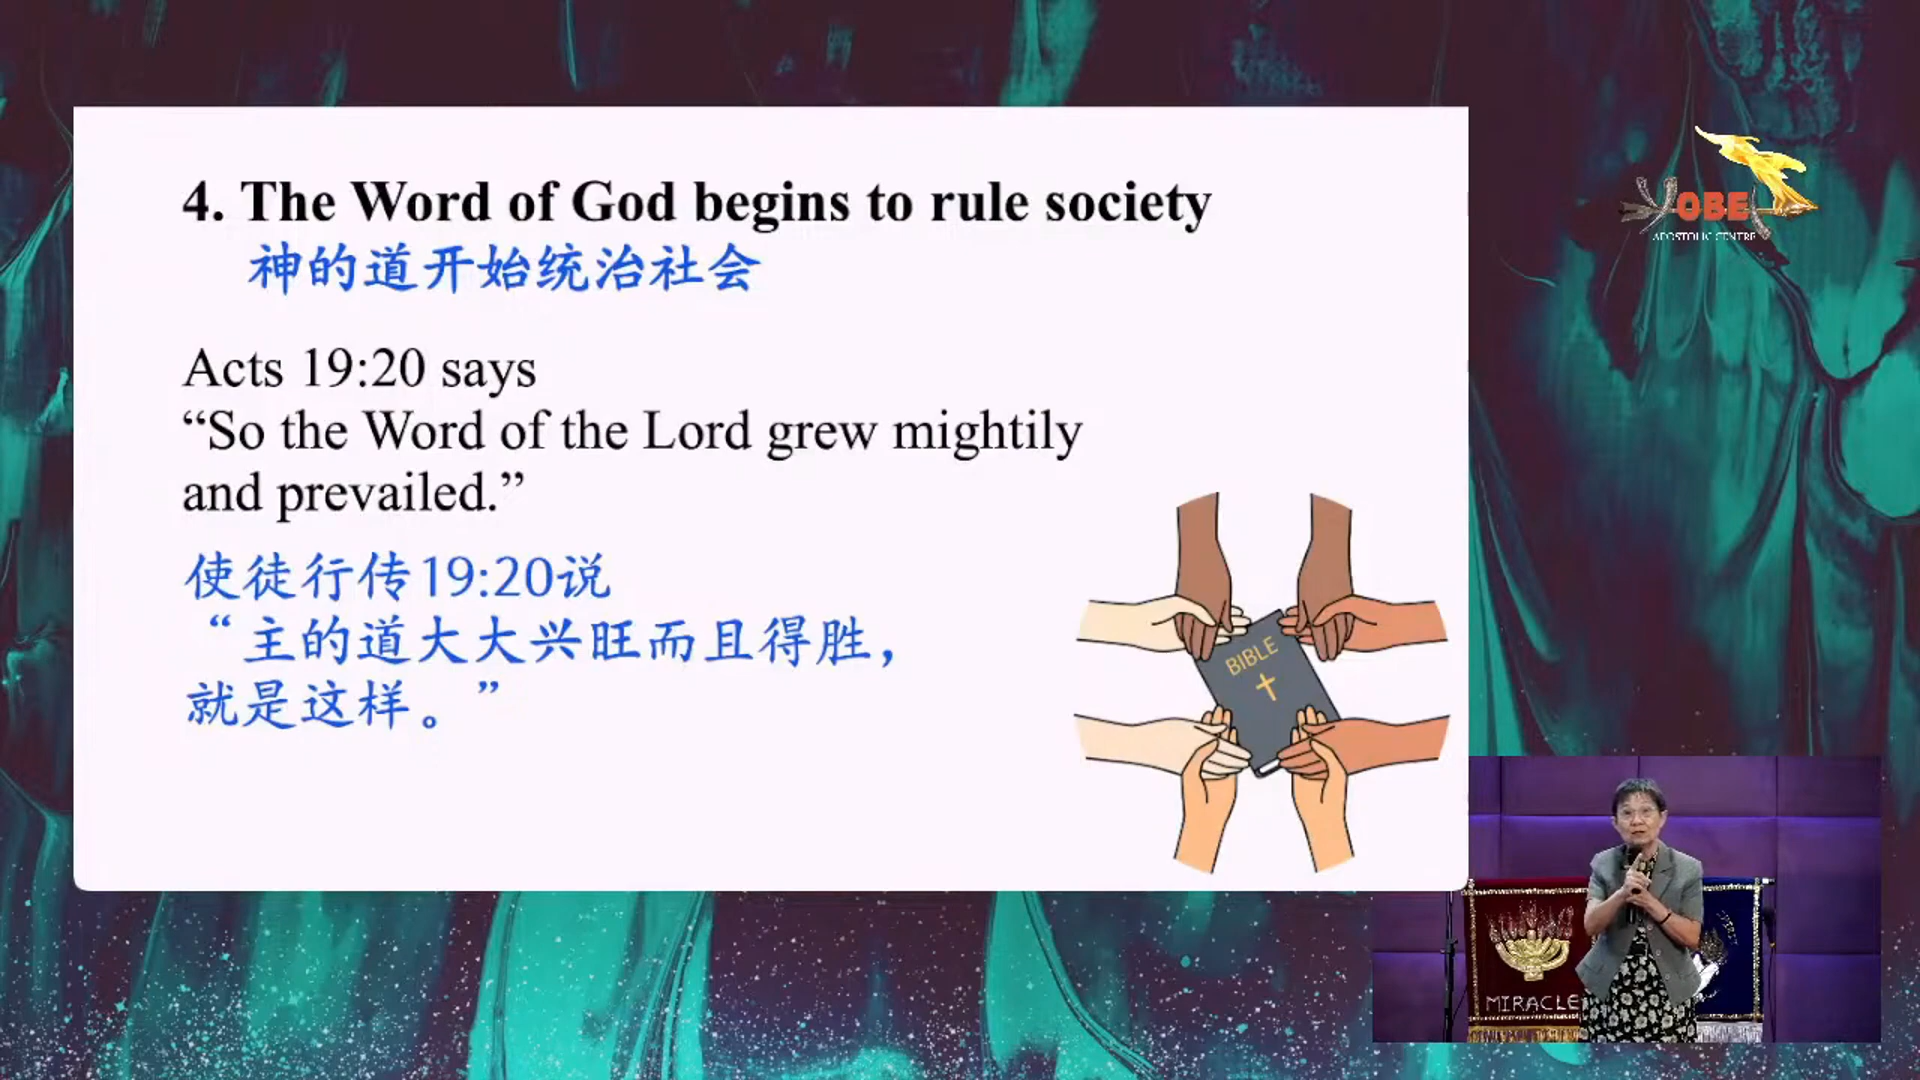 4. The Word of God begins to rule society
神的道开始统治社会
Acts 19:20 says
“So the Word of the Lord grew mightily
and prevailed.”
使徒行传19:20说
“主的道大大兴旺而且得胜，
就是这样。”
BIBLE
YOBEL
APOSTOLIC CENTRE
MIRACLE